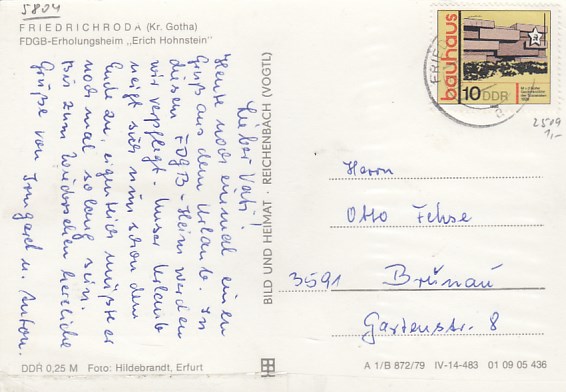 5804
FRIEDRICHRODA (Kr. Gotha)
FDGB-Erholungsheim „Erich Hohnstein"
Lieber Vati!
Heute noch einmal einen
Gruß aus dem Urlaub. In
diesem FDGB-Heim werden
wir verpflegt. Unser Urlaub
neigt sich nun schon dem
Ende zu, eigentlich müßte er
noch mal so lang sein.
Bis zum Wiedersehen herzliche
Grüße von Irmgard u. Anton.
DDR 0,25 M Foto: Hildebrandt, Erfurt
BILD UND HEIMAT · REICHENBACH (VOGTL)
bauhaus
10 DDR
2509
1,-
Herrn
Otto Fehse
3591 Brünau
Gartenstr. 8
A 1/B 872/79 IV-14-483 01 09 05 436